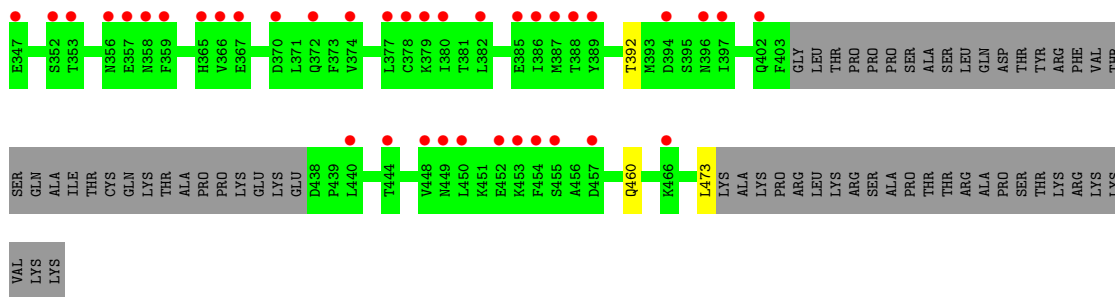 E347 S352 T353 N356 E357 N358 F359 H365 V366 E367 D370 L371 Q372 F373 V374 L377 C378 K379 I380 T381 L382 E385 I386 M387 T388 Y389 T392 M393 D394 S395 N396 I397 Q402 F403 GLY LEU THR PRO PRO PRO SER ALA SER LEU GLN ASP THR TYR ARG PHE VAL THR
SER GLN ALA ILE THR CYS GLN LYS THR ALA PRO PRO LYS GLU LYS GLU D438 P439 L440 T444 V448 N449 L450 K451 E452 K453 F454 S455 A456 D457 Q460 K466 L473 LYS ALA LYS PRO ARG LEU LYS ARG SER ALA PRO THR THR ARG ALA PRO SER THR LYS ARG LYS LYS
VAL LYS LYS